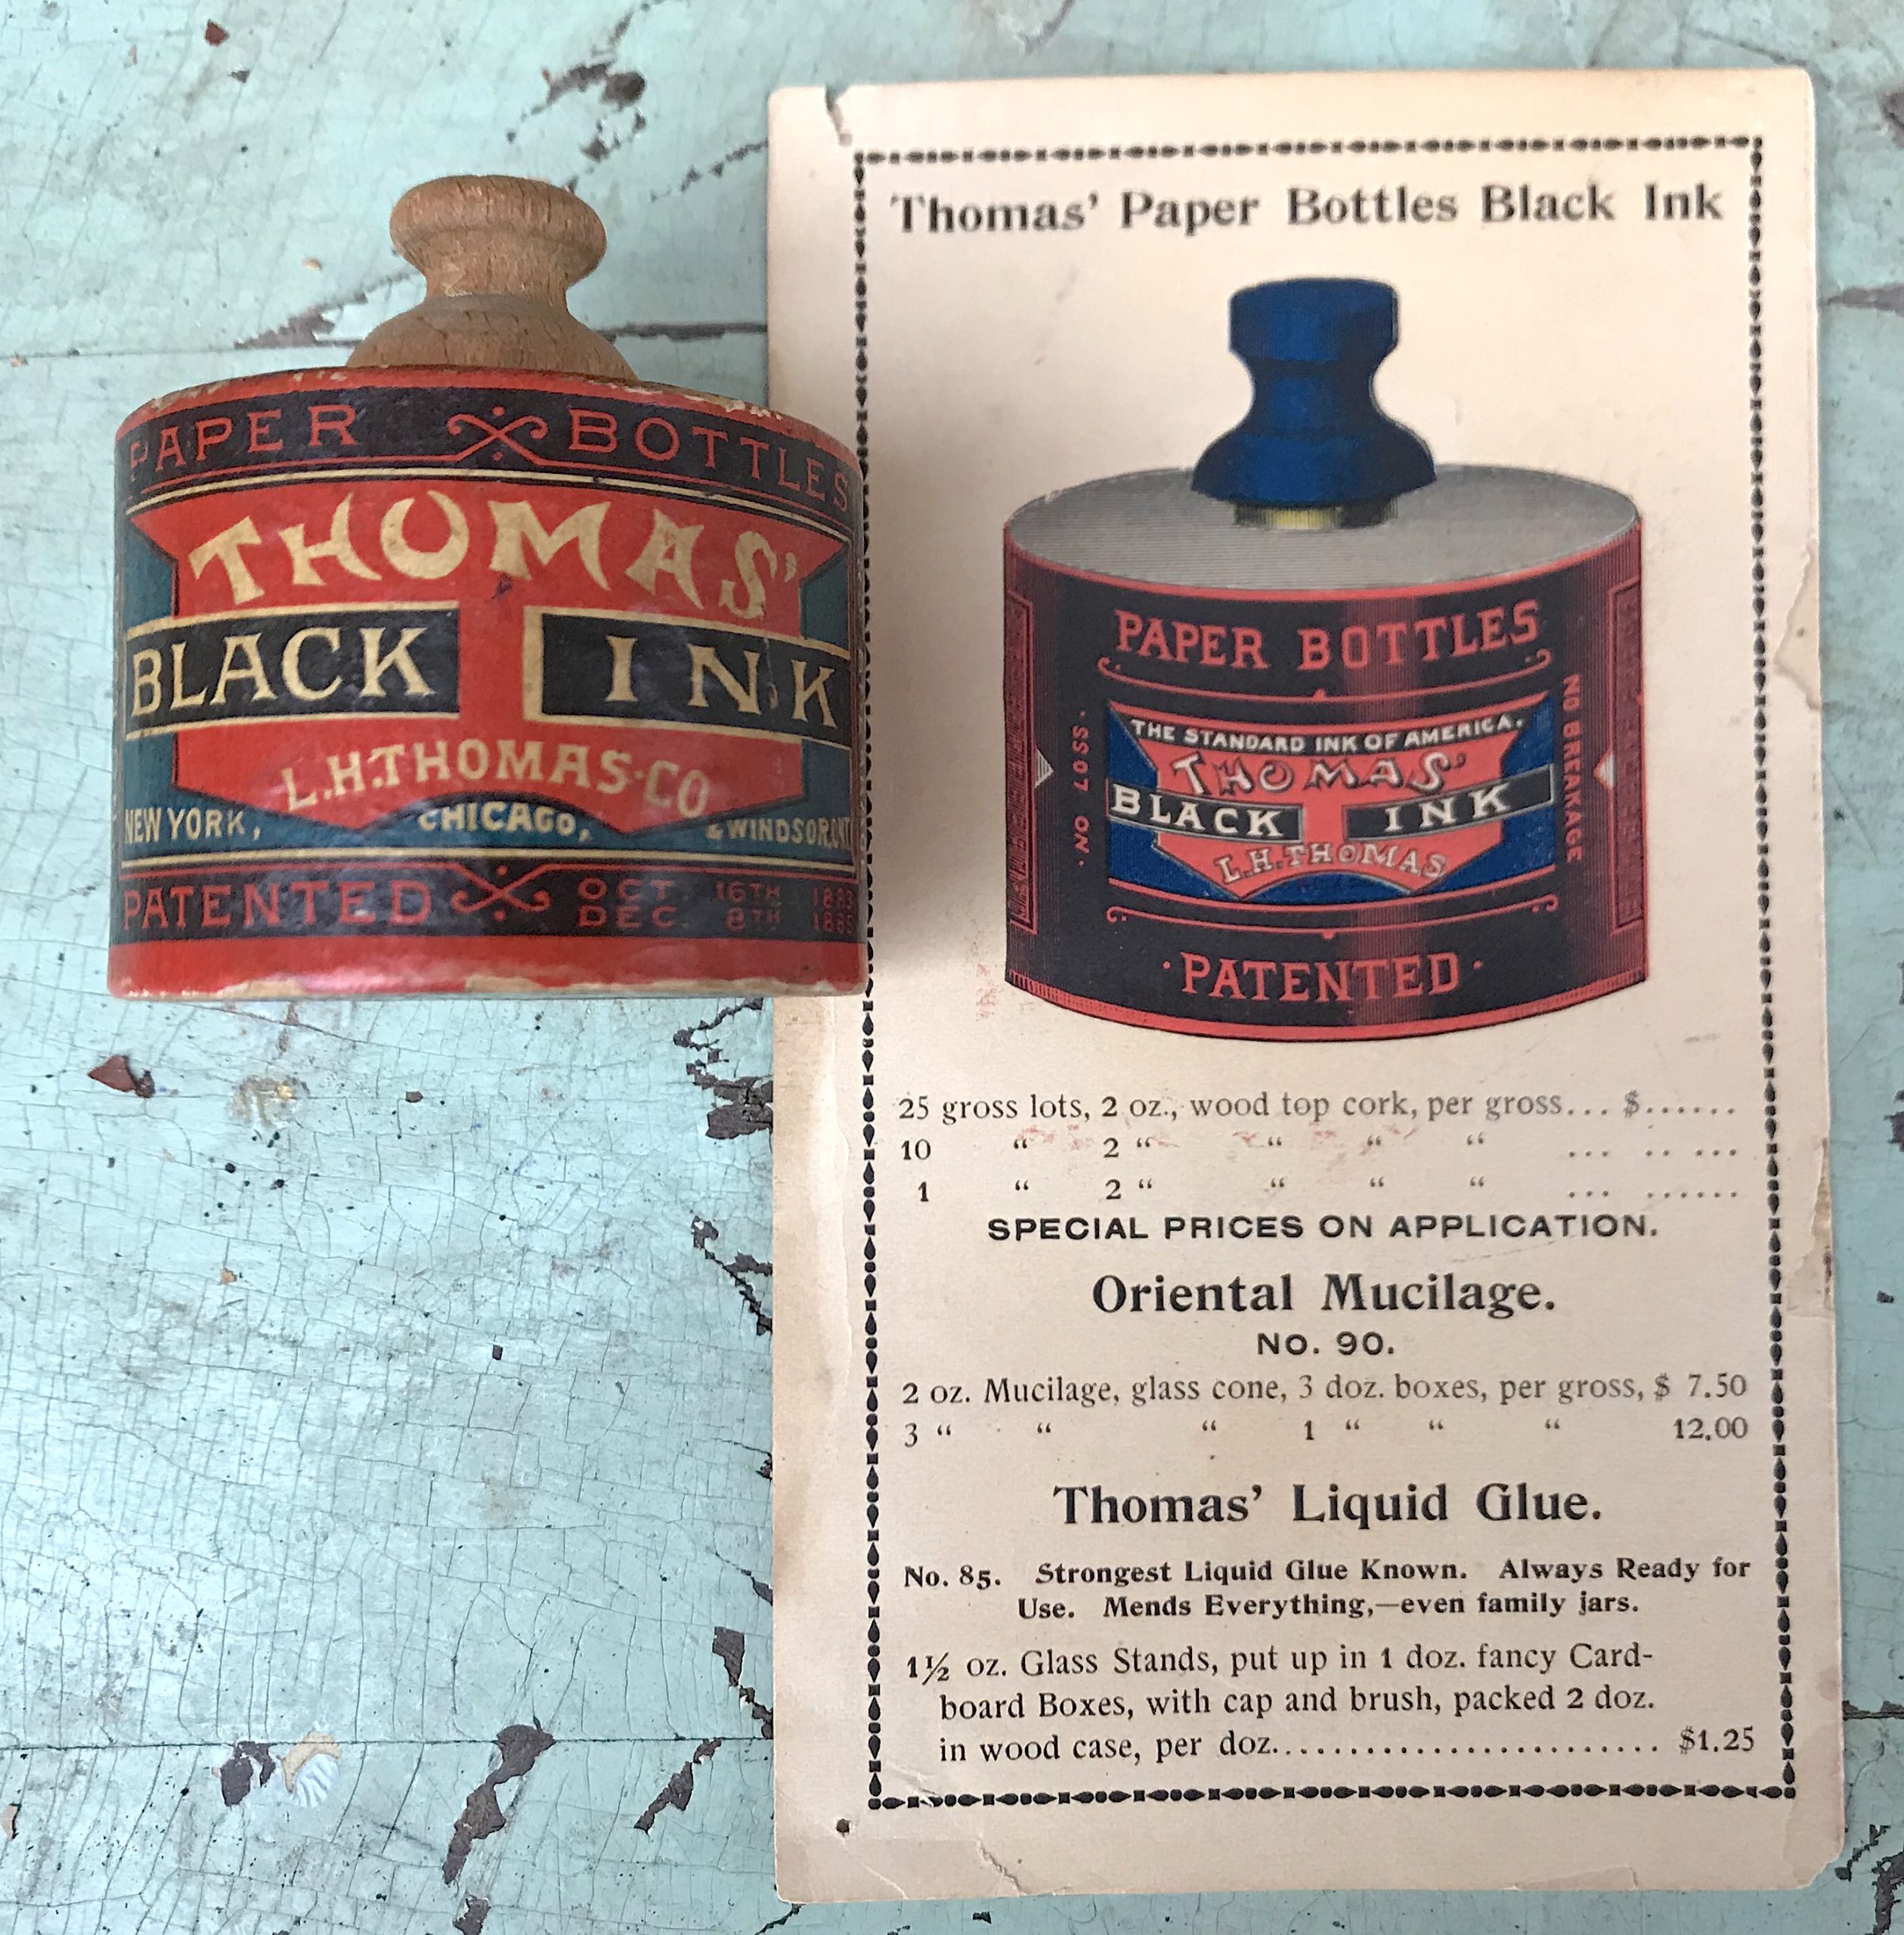 PAPER BOTTLES
THOMAS'
BLACK INK
L.H.THOMAS·CO
NEW YORK, CHICAGO, & WINDSOR.ONT
PATENTED OCT. 16TH 1883
DEC. 8TH 1885
Thomas' Paper Bottles Black Ink
PAPER BOTTLES
·NO LOSS·
NO BREAKAGE
THE STANDARD INK OF AMERICA.
THOMAS'
BLACK INK
L.H.THOMAS
·PATENTED·
25 gross lots, 2 oz., wood top cork, per gross... $......
10 “ 2 “ “ “ “ ... .. ...
1 “ 2 “ “ “ “ ... ......
SPECIAL PRICES ON APPLICATION.
Oriental Mucilage.
NO. 90.
2 oz. Mucilage, glass cone, 3 doz. boxes, per gross, $ 7.50
3 “ “ “ 1 “ “ “ 12.00
Thomas' Liquid Glue.
No. 85. Strongest Liquid Glue Known. Always Ready for
Use. Mends Everything,—even family jars.
1½ oz. Glass Stands, put up in 1 doz. fancy Card-
board Boxes, with cap and brush, packed 2 doz.
in wood case, per doz.......................... $1.25